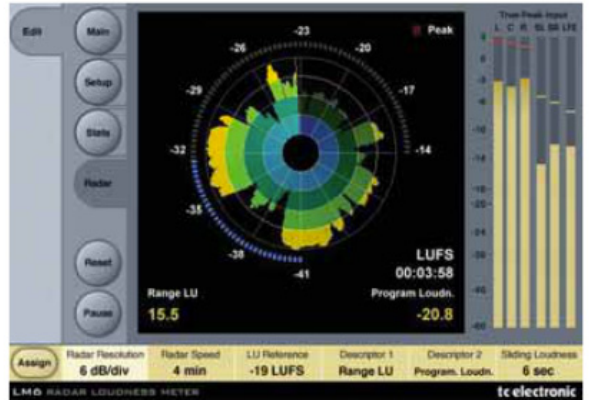 Edit
Main
Setup
Stats
Radar
Reset
Pause
Assign
-23
-26
-20
-29
-17
-32
-14
-35
-38
-41
Peak
LUFS
00:03:58
Range LU
Program Loudn.
15.5
-20.8
True-Peak Input
L C R SL SR LFE
Radar Resolution
6 dB/div
Radar Speed
4 min
LU Reference
-19 LUFS
Descriptor 1
Range LU
Descriptor 2
Program. Loudn.
Sliding Loudness
6 sec
LM6 RADAR LOUDNESS METER
tc electronic